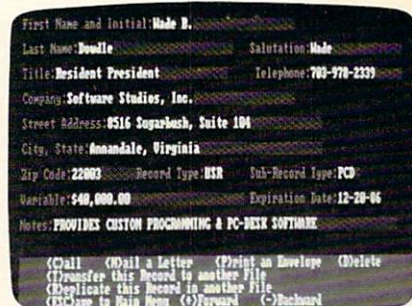 First Name and Initial:Wade B.
Last Name:Dowdle Salutation:Wade
Title:Resident President Telephone:703-978-2339
Company:Software Studios, Inc.
Street Address:8516 Sugarbush, Suite 104
City, State:Annandale, Virginia
Zip Code:22003 Record Type:USR Sub-Record Type:PCD
Variable:$40,000.00 Expiration Date:12-20-86
Notes:PROVIDES CUSTOM PROGRAMMING & PC-DESK SOFTWARE
(C)all (M)ail a Letter (P)rint an Envelope (D)elete
(T)ransfer this Record to another File
(R)eplicate this Record in another File
(ESC)ape to Main Menu (+)Forward (-)Backward